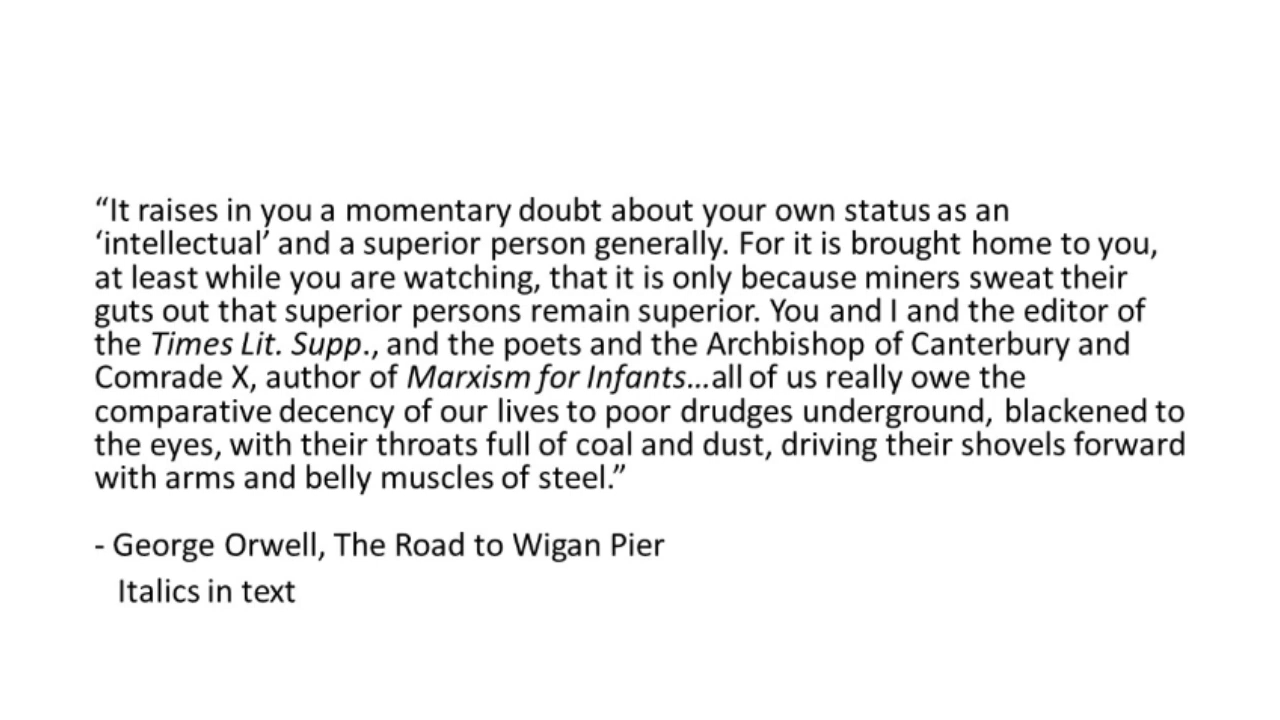 “It raises in you a momentary doubt about your own status as an
‘intellectual’ and a superior person generally. For it is brought home to you,
at least while you are watching, that it is only because miners sweat their
guts out that superior persons remain superior. You and I and the editor of
the Times Lit. Supp., and the poets and the Archbishop of Canterbury and
Comrade X, author of Marxism for Infants…all of us really owe the
comparative decency of our lives to poor drudges underground, blackened to
the eyes, with their throats full of coal and dust, driving their shovels forward
with arms and belly muscles of steel.”
- George Orwell, The Road to Wigan Pier
Italics in text